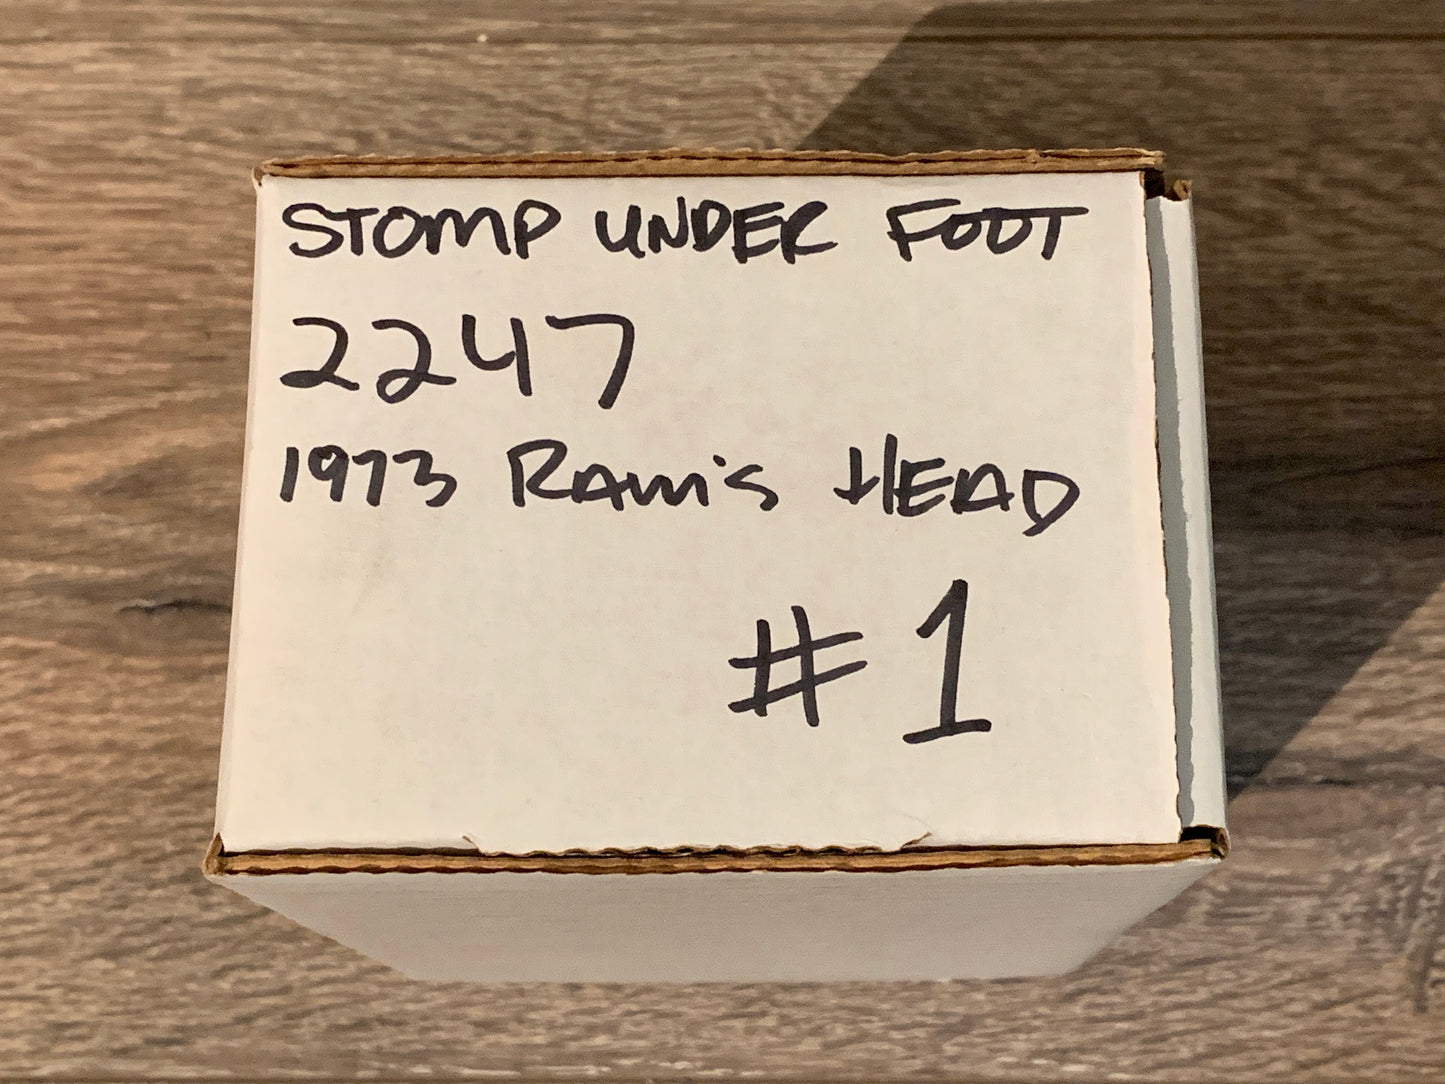 STOMP UNDER FOOT
2247
1973 RAM'S HEAD
#1